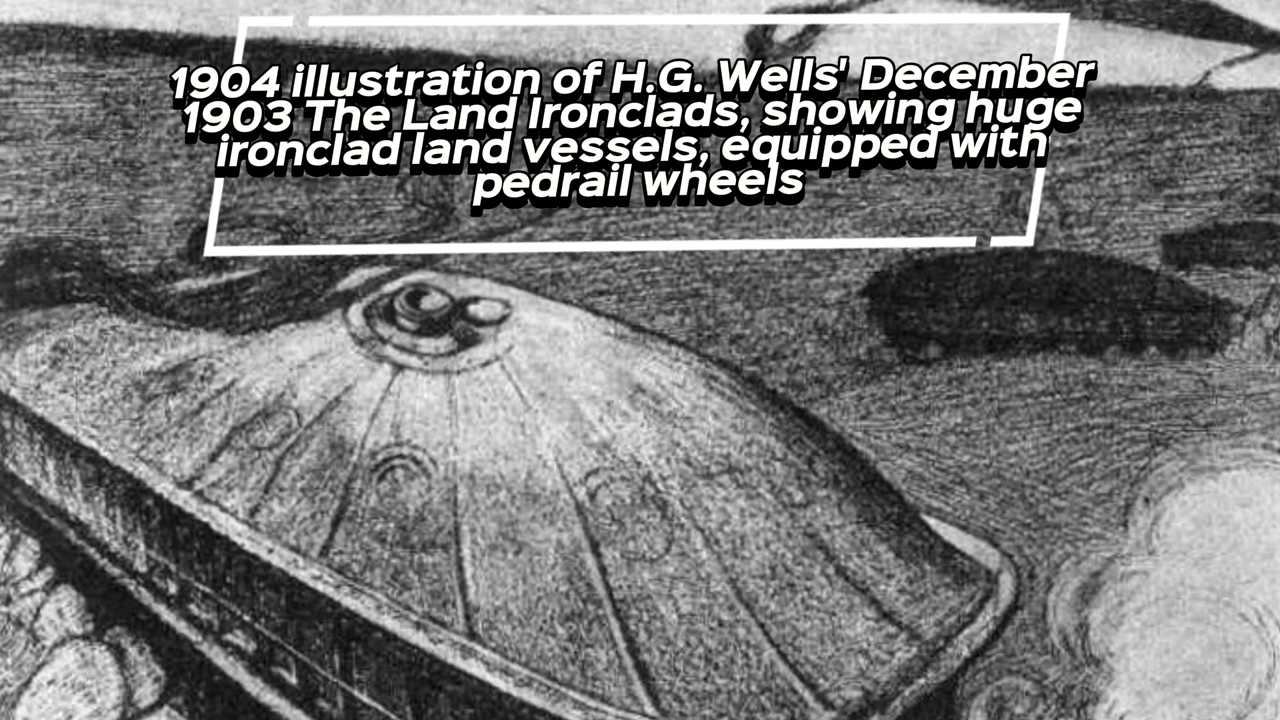 1904 illustration of H.G. Wells' December
1903 The Land Ironclads, showing huge
ironclad land vessels, equipped with
pedrail wheels